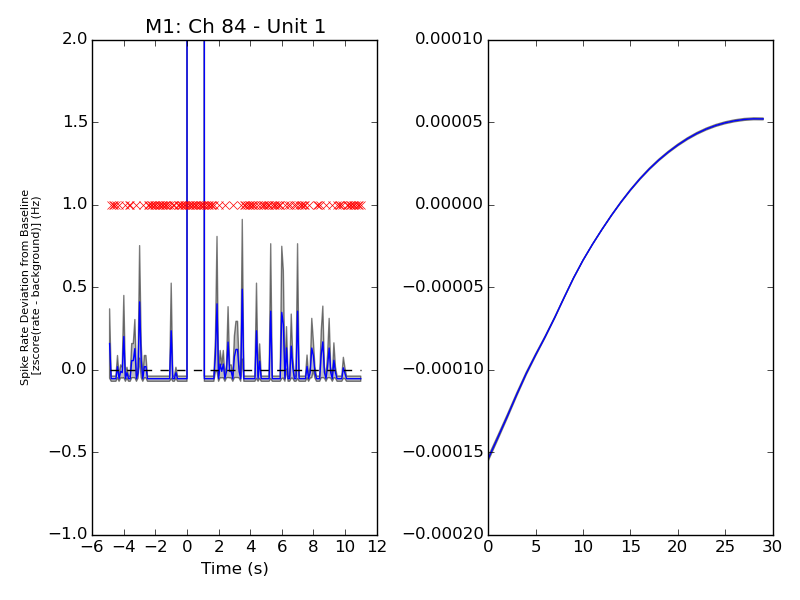 M1: Ch 84 - Unit 1
Spike Rate Deviation from Baseline
[zscore(rate - background)] (Hz)
2.0
1.5
1.0
0.5
0.0
−0.5
−1.0
−6 −4 −2 0 2 4 6 8 10 12
Time (s)
0.00010
0.00005
0.00000
−0.00005
−0.00010
−0.00015
−0.00020
0 5 10 15 20 25 30